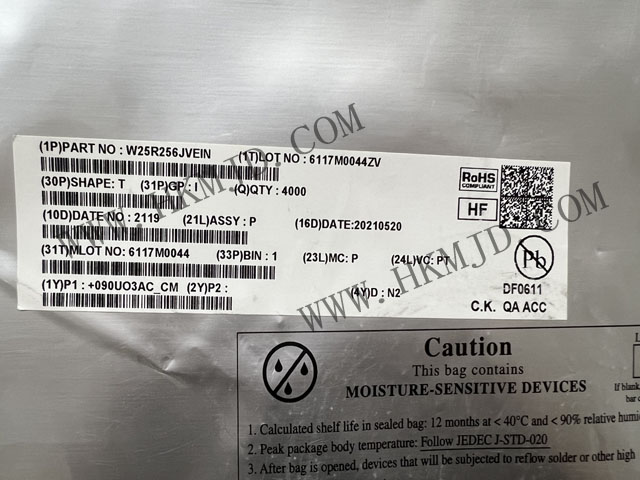 (1P)PART NO : W25R256JVEIN (1T)LOT NO : 6117M0044ZV
(30P)SHAPE: T (31P)GP: I (Q)QTY : 4000
RoHS
COMPLIANT
HF
(10D)DATE NO : 2119 (21L)ASSY : P (16D)DATE:20210520
(31T)MLOT NO: 6117M0044 (33P)BIN : 1 (23L)MC: P (24L)VC: PT
Pb
(1Y)P1 : +090UO3AC_CM (2Y)P2 : (4Y)D : N2
DF0611
C.K. QA ACC
WWW.HKMJD.COM
WWW.HKMJD.COM
Caution
This bag contains
MOISTURE-SENSITIVE DEVICES
If blank,
1. Calculated shelf life in sealed bag: 12 months at < 40°C and < 90% relative humi
2. Peak package body temperature: Follow JEDEC J-STD-020
3. After bag is opened, devices that will be subjected to reflow solder or other high